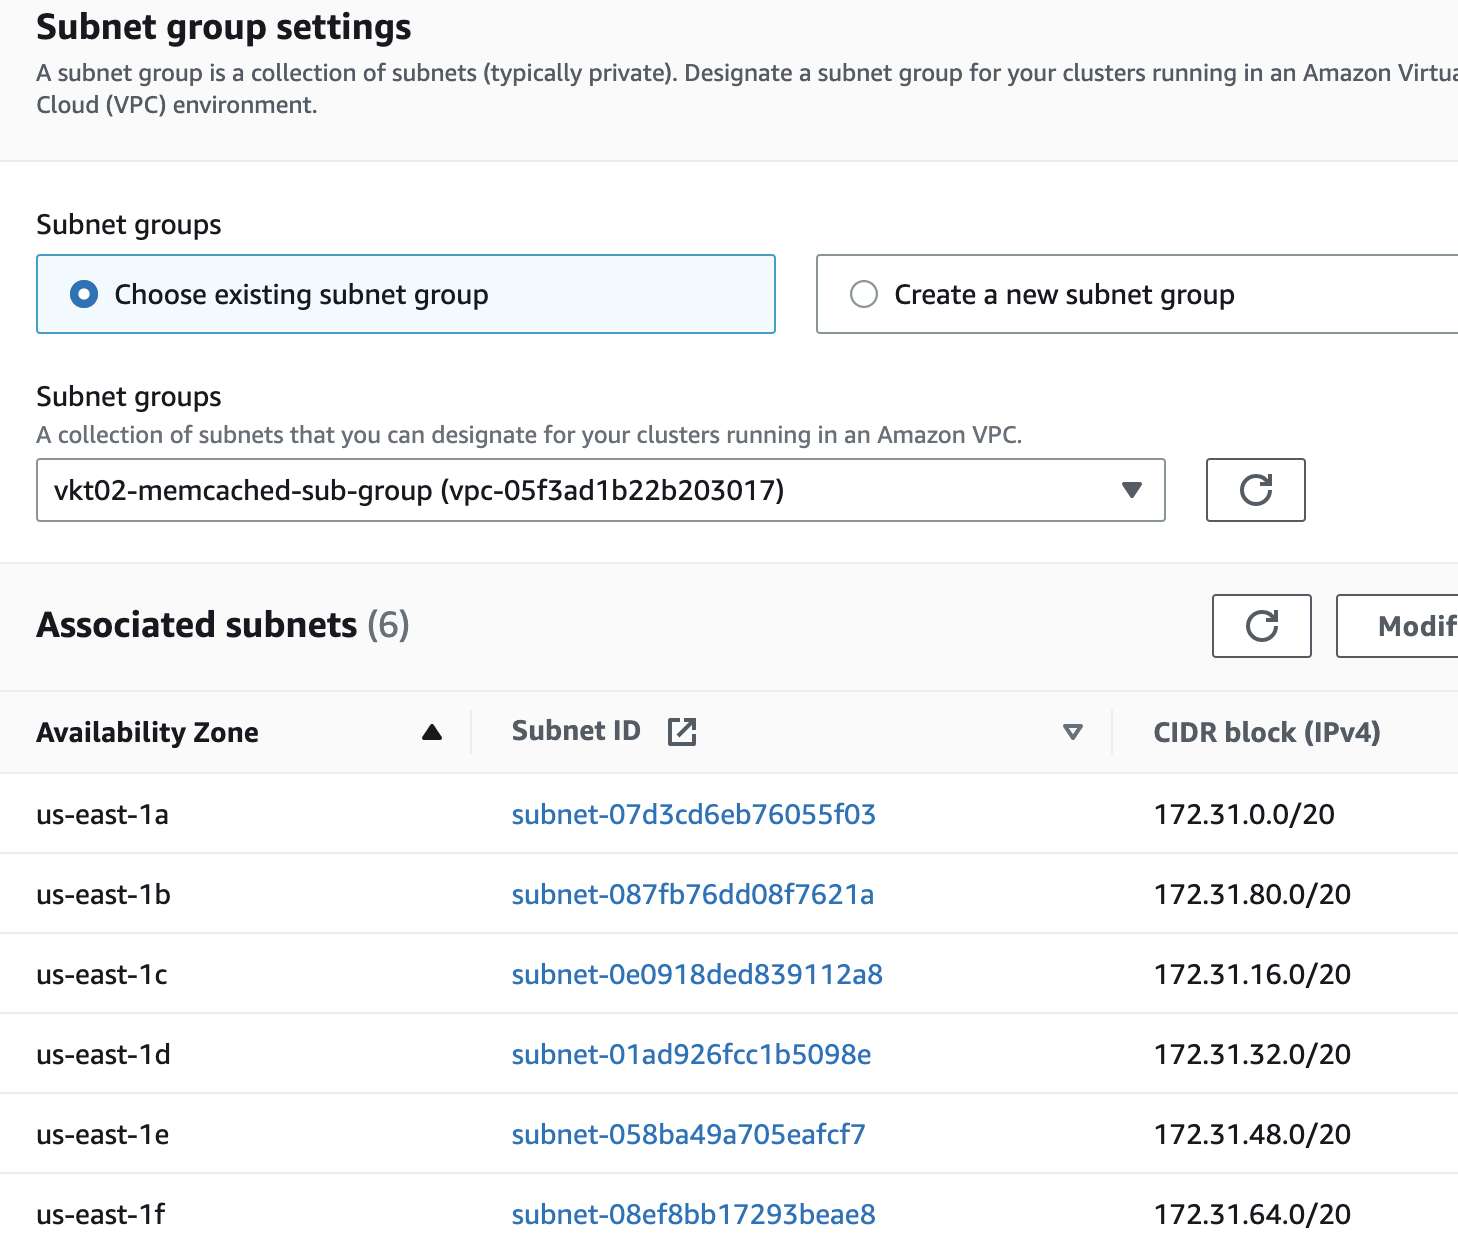 Subnet group settings
A subnet group is a collection of subnets (typically private). Designate a subnet group for your clusters running in an Amazon
Cloud (VPC) environment.
Subnet groups
Choose existing subnet group
Create a new subnet group
Subnet groups
A collection of subnets that you can designate for your clusters running in an Amazon VPC.
vkt02-memcached-sub-group (vpc-05f3ad1b22b203017)
Associated subnets (6)
Modif
Availability Zone Subnet ID CIDR block (IPv4)
us-east-1a subnet-07d3cd6eb76055f03 172.31.0.0/20
us-east-1b subnet-087fb76dd08f7621a 172.31.80.0/20
us-east-1c subnet-0e0918ded839112a8 172.31.16.0/20
us-east-1d subnet-01ad926fcc1b5098e 172.31.32.0/20
us-east-1e subnet-058ba49a705eafcf7 172.31.48.0/20
us-east-1f subnet-08ef8bb17293beae8 172.31.64.0/20